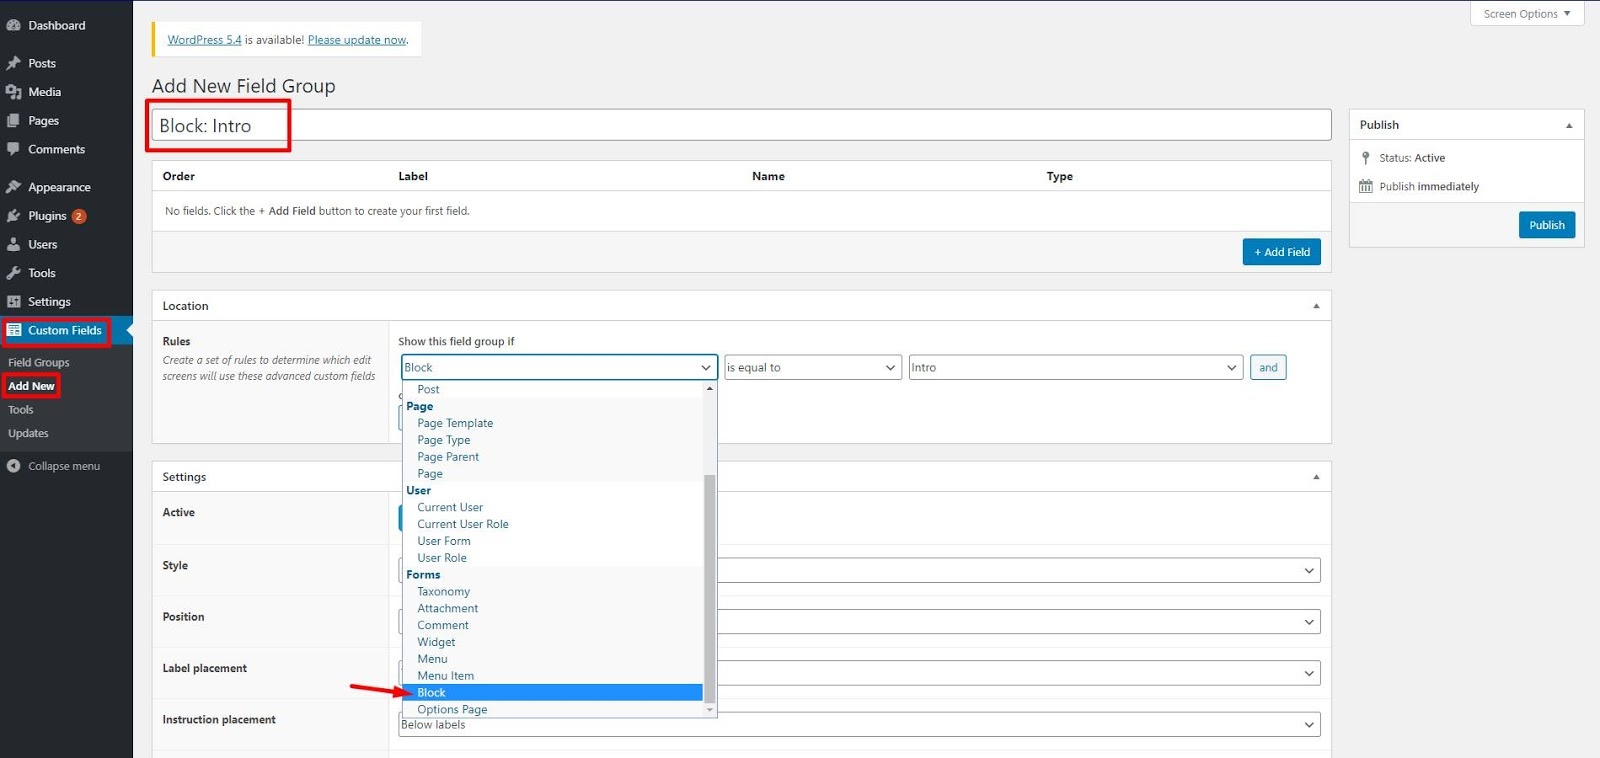 Dashboard
Posts
Media
Pages
Comments
Appearance
Plugins 2
Users
Tools
Settings
Custom Fields
Field Groups
Add New
Tools
Updates
Collapse menu
Screen Options
WordPress 5.4 is available! Please update now.
Add New Field Group
Block: Intro
Order Label Name Type
No fields. Click the + Add Field button to create your first field.
+ Add Field
Location
Rules
Create a set of rules to determine which edit
screens will use these advanced custom fields
Show this field group if
Block is equal to Intro and
Post
Page
Page Template
Page Type
Page Parent
Page
User
Current User
Current User Role
User Form
User Role
Forms
Taxonomy
Attachment
Comment
Widget
Menu
Menu Item
Block
Options Page
Settings
Active
Style
Position
Label placement
Instruction placement
Below labels
Publish
Status: Active
Publish immediately
Publish